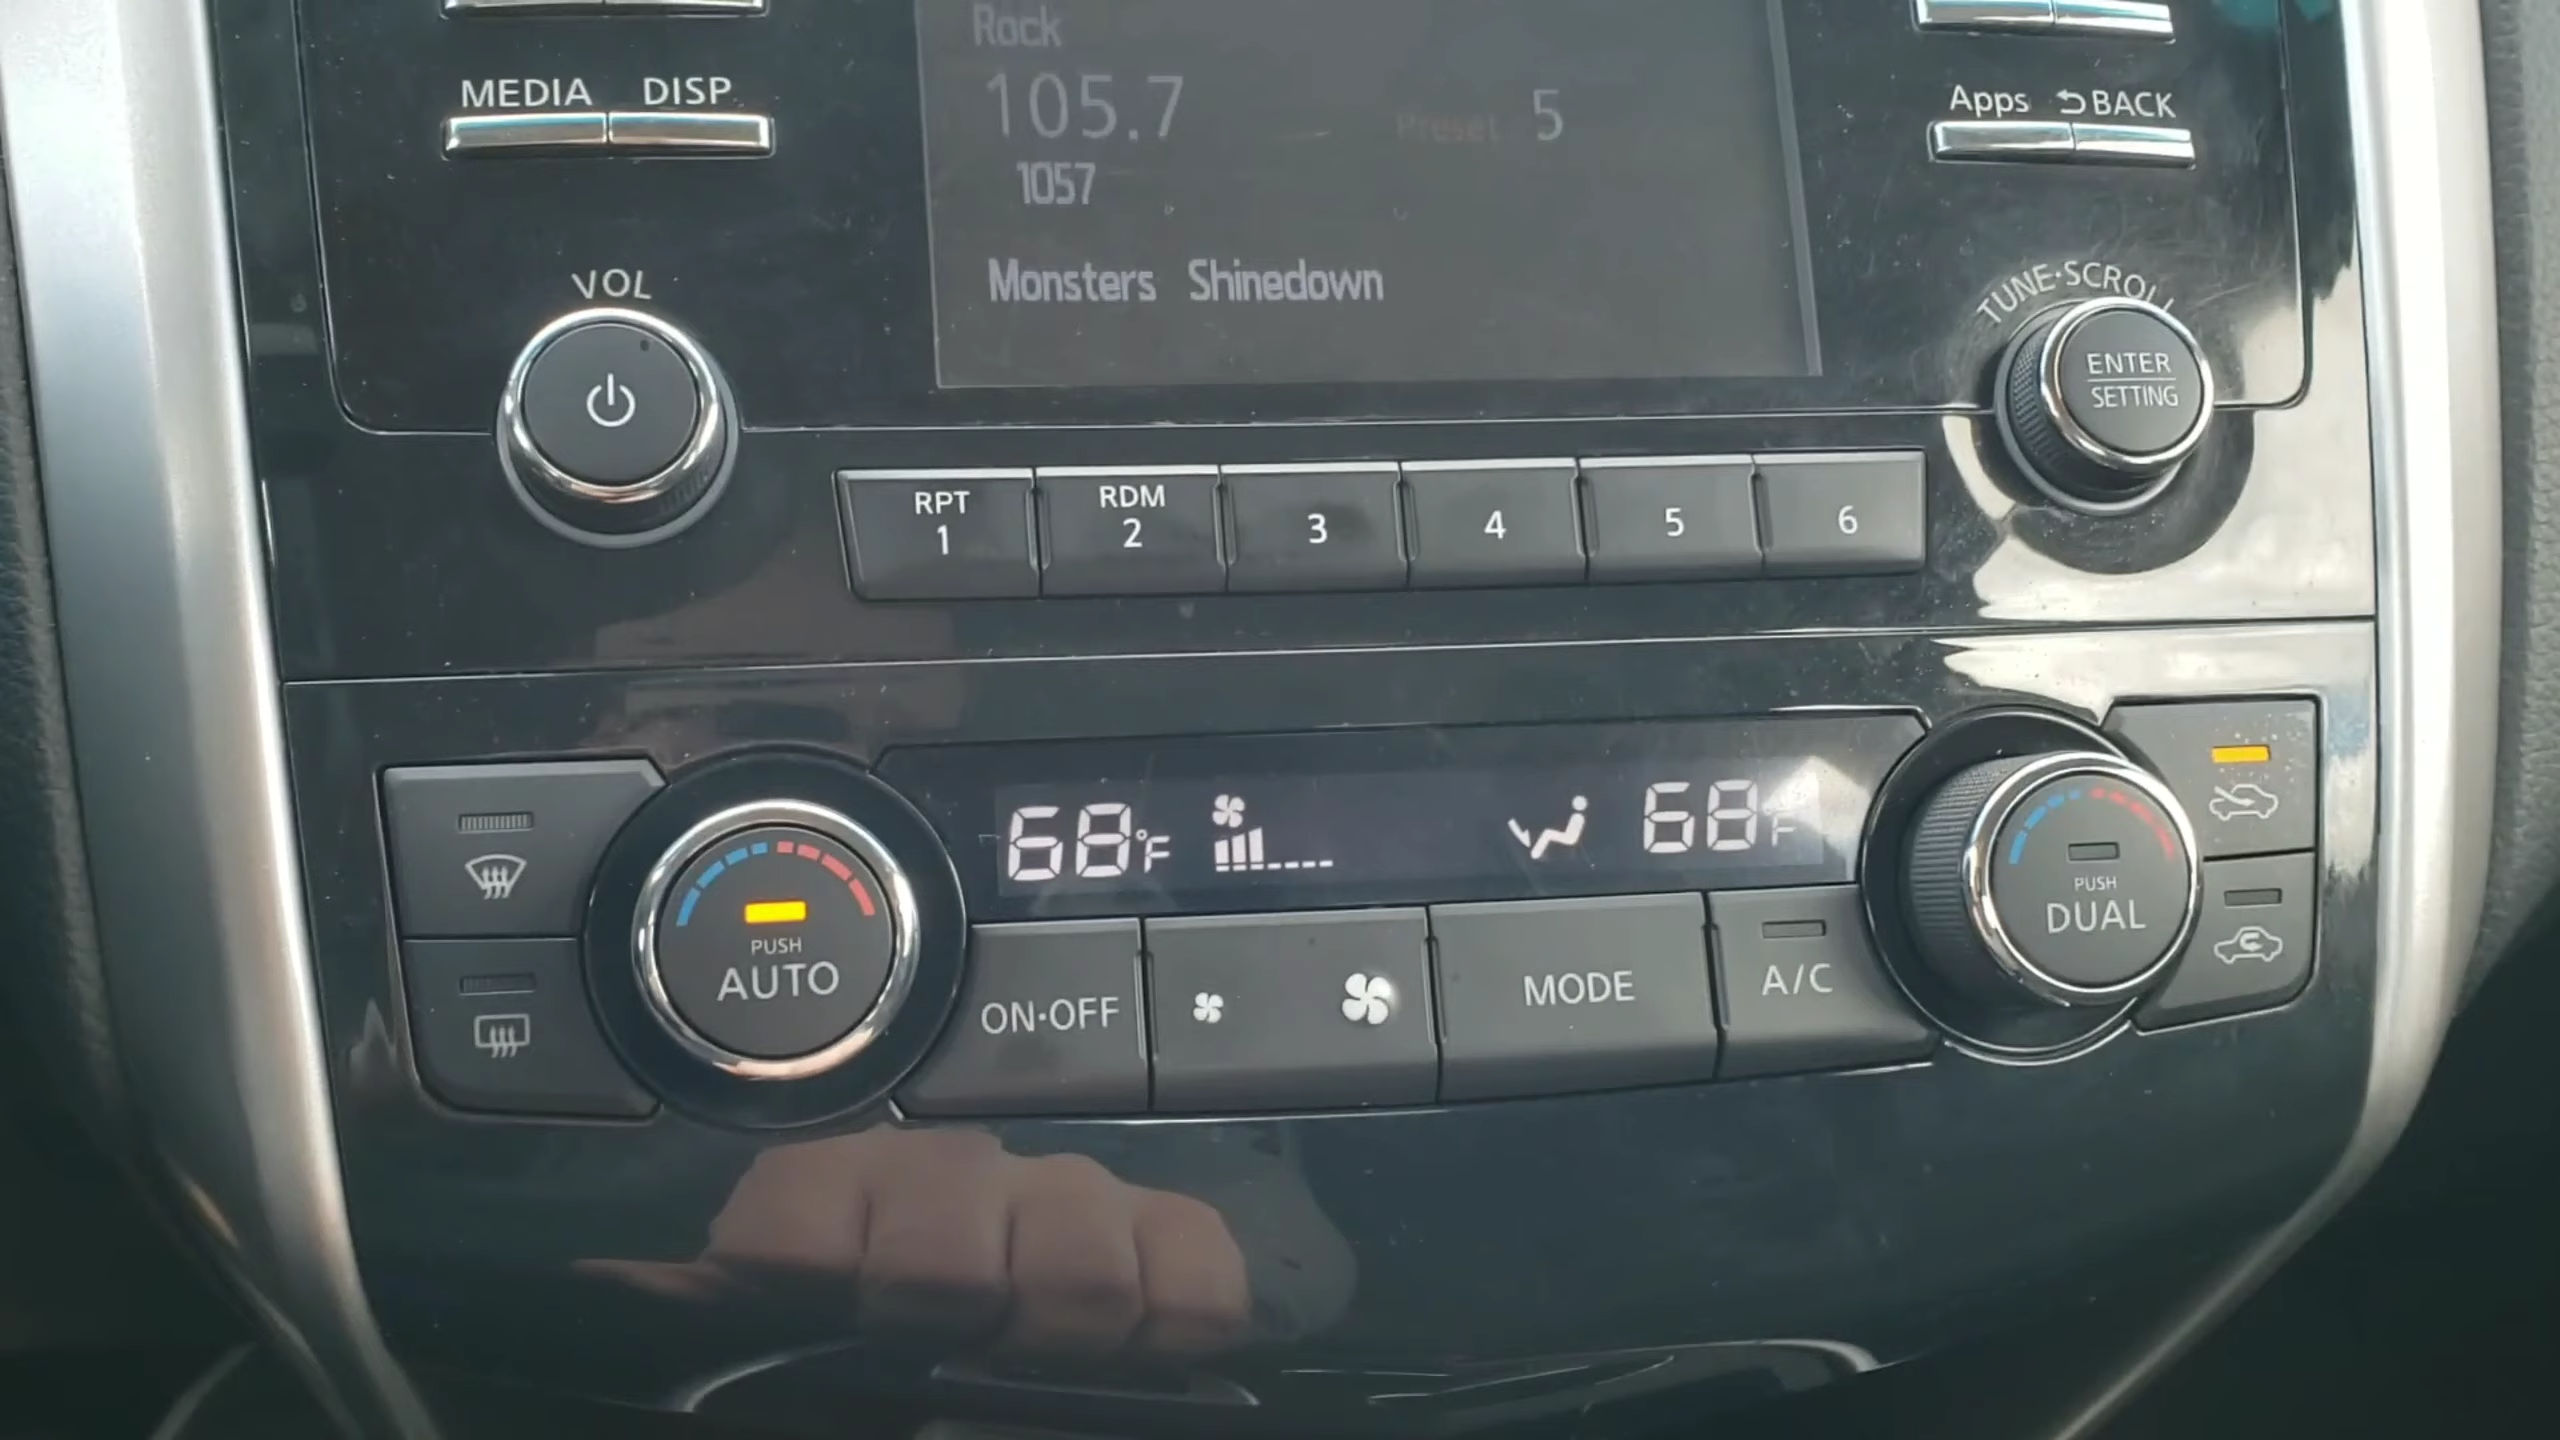 Rock
MEDIA DISP
105.7 Preset 5
Apps BACK
1057
VOL
Monsters Shinedown
TUNE·SCROLL
ENTER
SETTING
RPT
1
RDM
2
3
4
5
6
68°F
68°F
PUSH
AUTO
PUSH
DUAL
ON·OFF
MODE
A/C